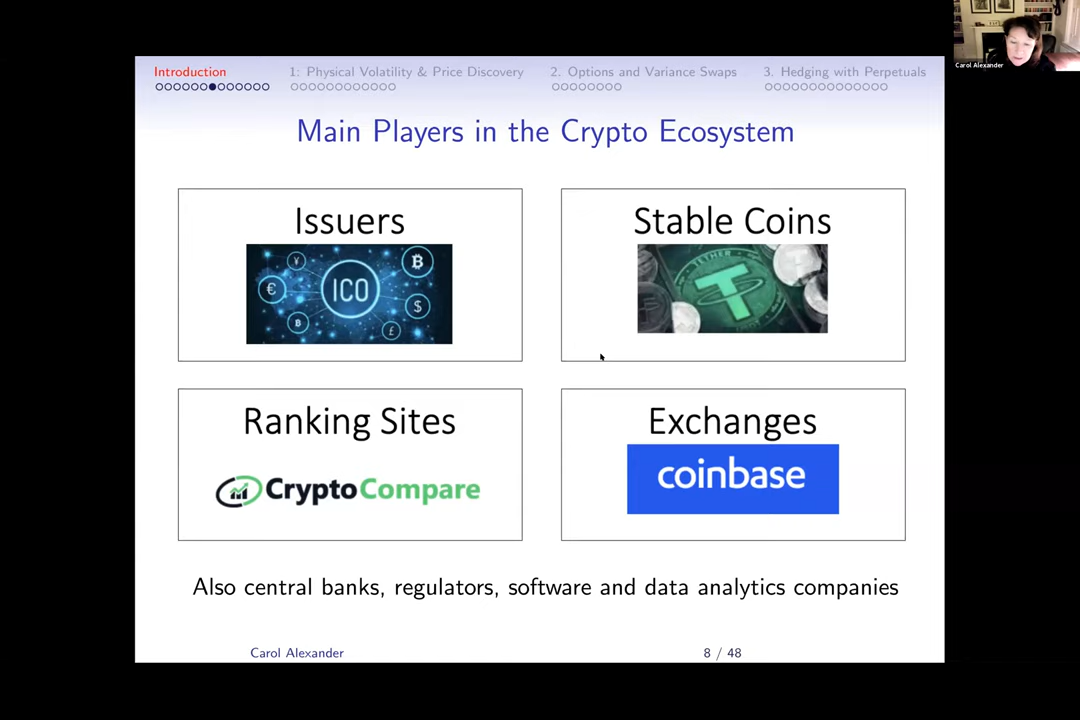 Carol Alexander
Introduction
1: Physical Volatility & Price Discovery
2. Options and Variance Swaps
3. Hedging with Perpetuals
Main Players in the Crypto Ecosystem
Issuers
¥
₿
€
ICO
$
₿
£
Stable Coins
TETHER
Ranking Sites
CryptoCompare
Exchanges
coinbase
Also central banks, regulators, software and data analytics companies
Carol Alexander
8 / 48